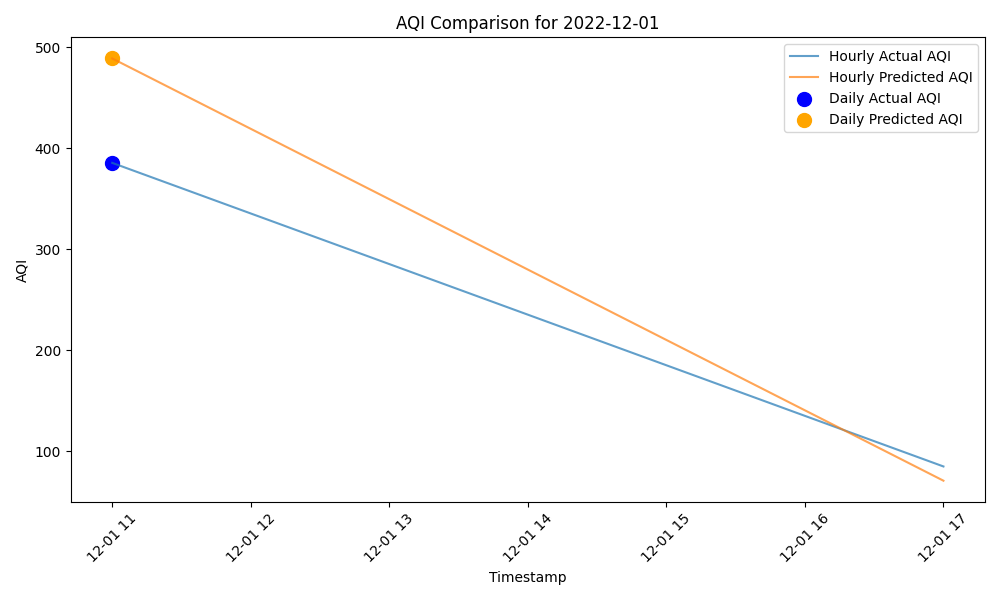 AQI Comparison for 2022-12-01
Hourly Actual AQI
Hourly Predicted AQI
Daily Actual AQI
Daily Predicted AQI
500
400
300
200
100
AQI
12-01 11
12-01 12
12-01 13
12-01 14
12-01 15
12-01 16
12-01 17
Timestamp